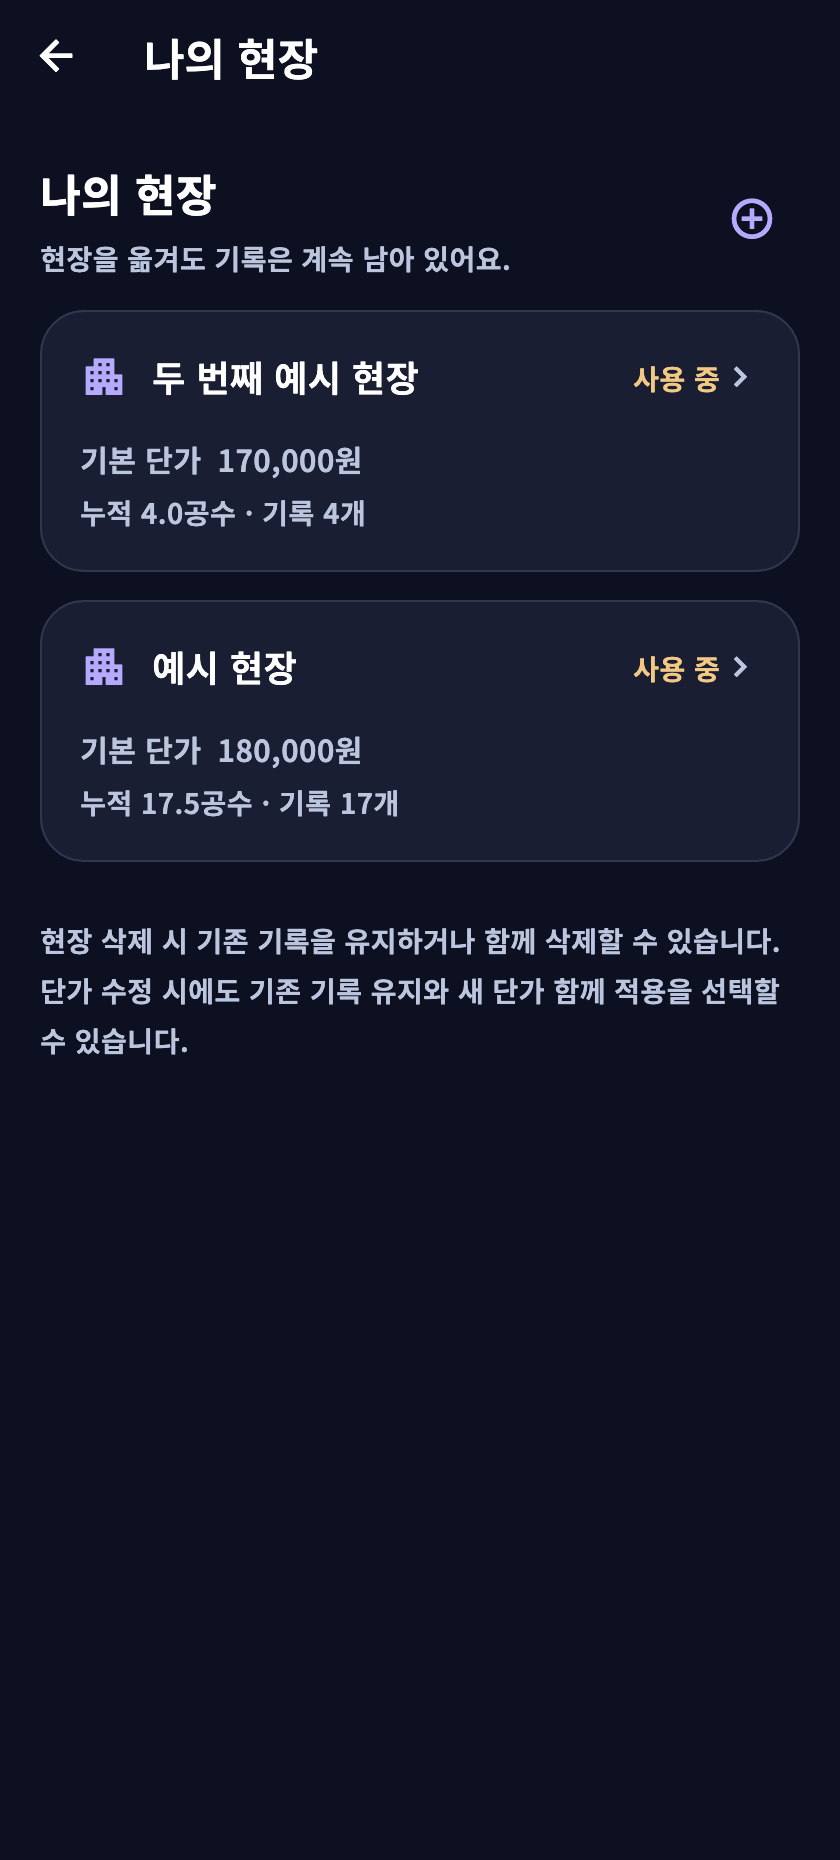 나의 현장
나의 현장
현장을 옮겨도 기록은 계속 남아 있어요.
두 번째 예시 현장 사용 중
기본 단가 170,000원
누적 4.0공수 · 기록 4개
예시 현장 사용 중
기본 단가 180,000원
누적 17.5공수 · 기록 17개
현장 삭제 시 기존 기록을 유지하거나 함께 삭제할 수 있습니다.
단가 수정 시에도 기존 기록 유지와 새 단가 함께 적용을 선택할
수 있습니다.